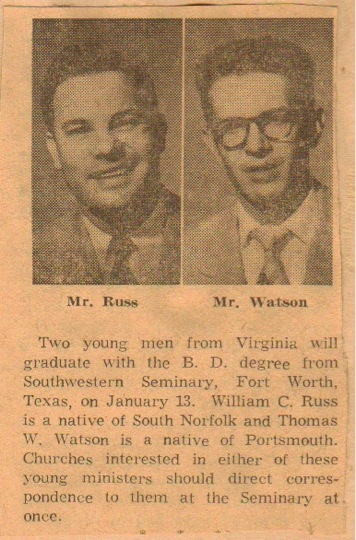 Mr. Russ
Mr. Watson
Two young men from Virginia will
graduate with the B. D. degree from
Southwestern Seminary, Fort Worth,
Texas, on January 13. William C. Russ
is a native of South Norfolk and Thomas
W. Watson is a native of Portsmouth.
Churches interested in either of these
young ministers should direct corres-
pondence to them at the Seminary at
once.